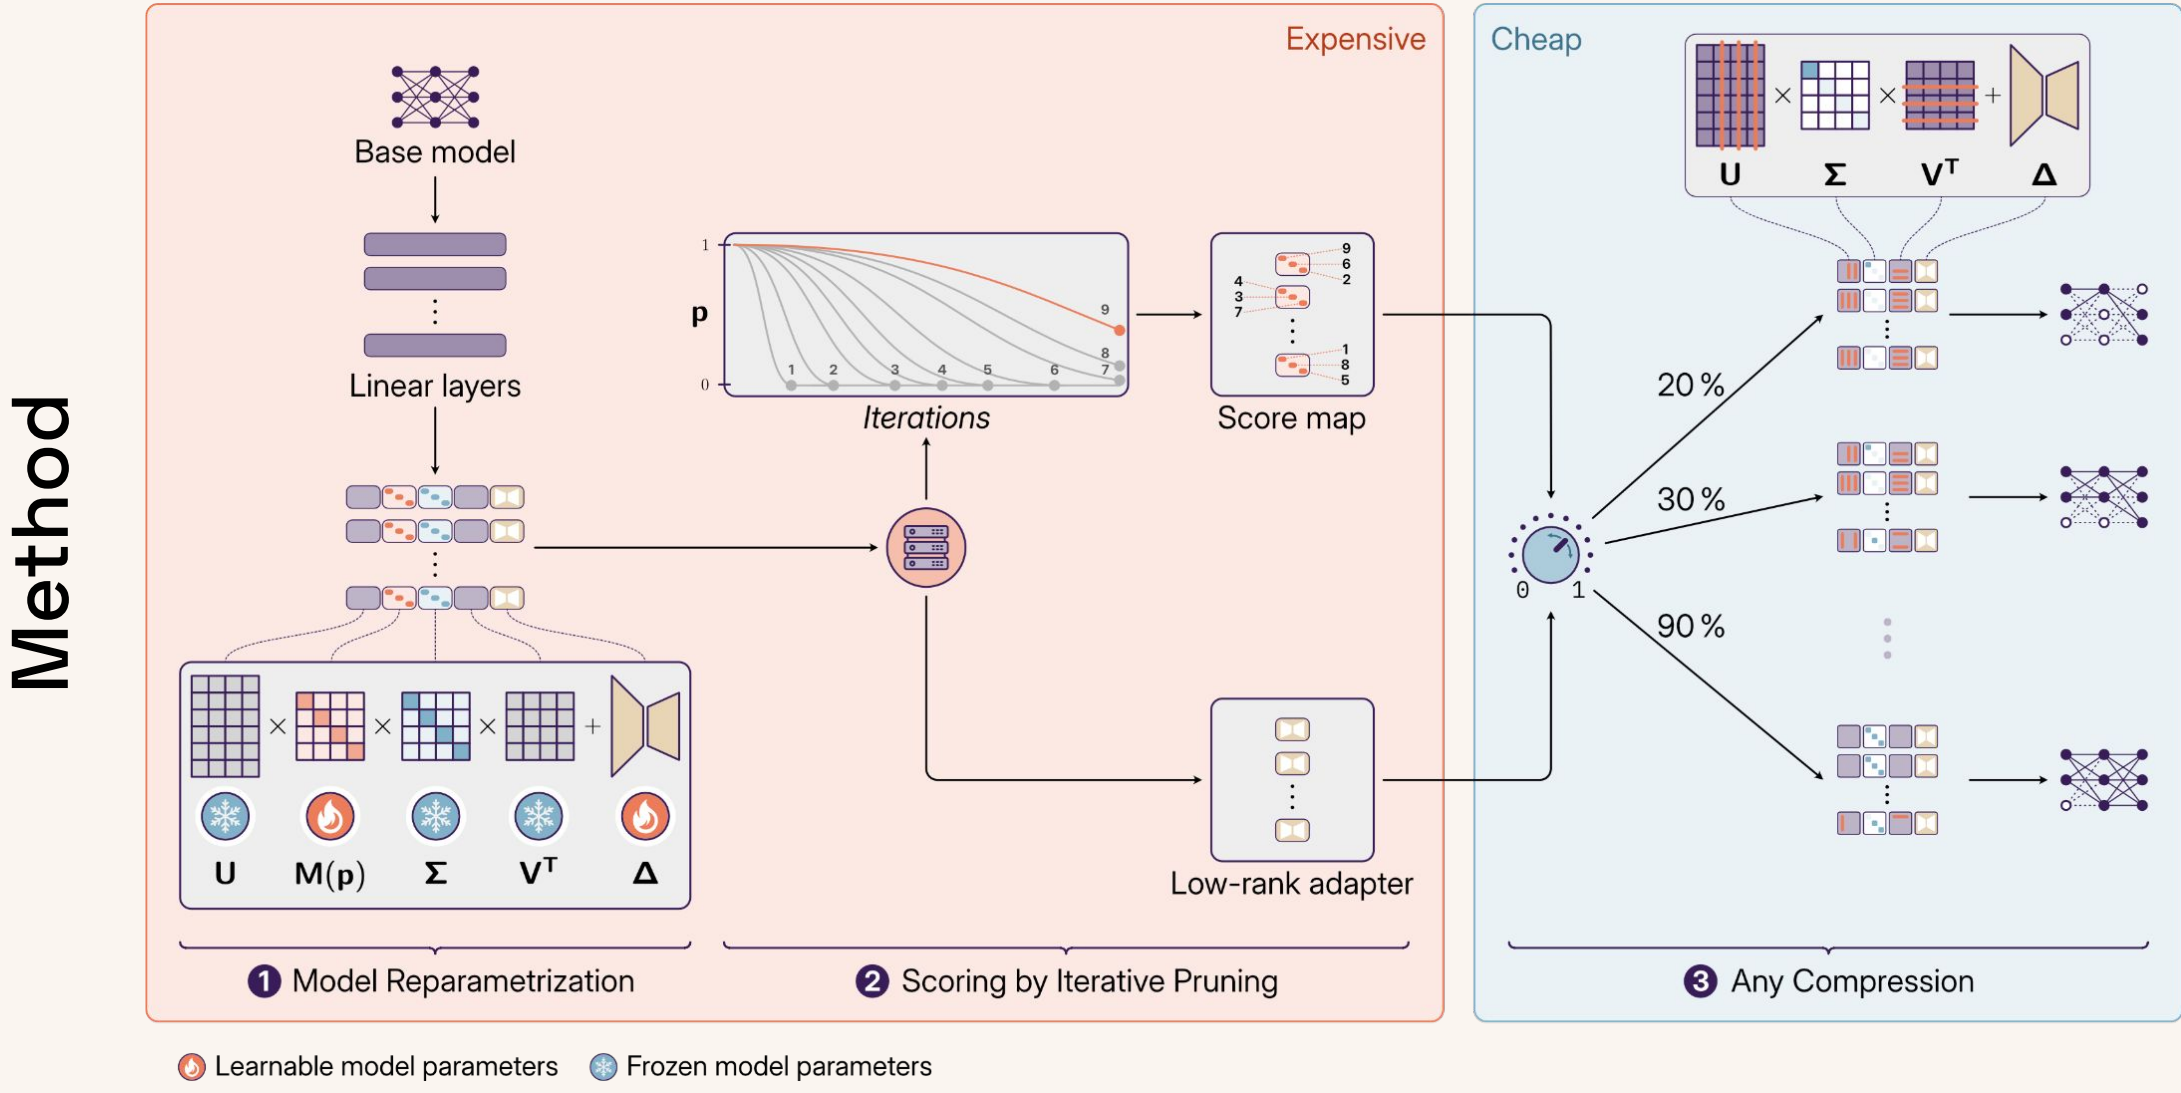 Method
Expensive
Base model
Linear layers
U
M(p)
Σ
V^T
Δ
× × × +
1 Model Reparametrization
1
p
0
1 2 3 4 5 6 7 8 9
Iterations
9
6
2
4
3
7
1
8
5
Score map
Low-rank adapter
2 Scoring by Iterative Pruning
Cheap
× × +
U Σ V^T Δ
0 1
20 %
30 %
90 %
3 Any Compression
Learnable model parameters
Frozen model parameters